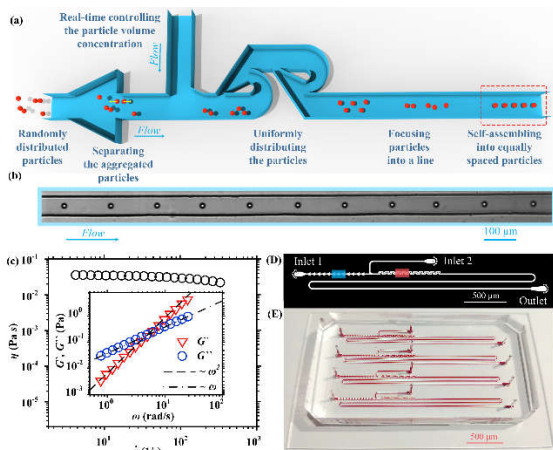 (a)
Real-time controlling
the particle volume
concentration
Flow
Randomly
distributed
particles
Flow
Separating
the aggregated
particles
Uniformly
distributing
the particles
Focusing
particles
into a line
Self-assembling
into equally
spaced particles
(b)
Flow
100 μm
(c)
η (Pa s)
10⁻¹
10⁻²
10⁻³
10⁻⁴
10⁻⁵
10⁰
10¹
10²
10³
G', G`` (Pa)
10⁰
10⁻¹
10⁻²
10⁻³
10⁰
10¹
10²
10³
ω (rad/s)
G'
G``
ω²
ω
(D)
Inlet 1
Inlet 2
Outlet
500 μm
(E)
500 μm